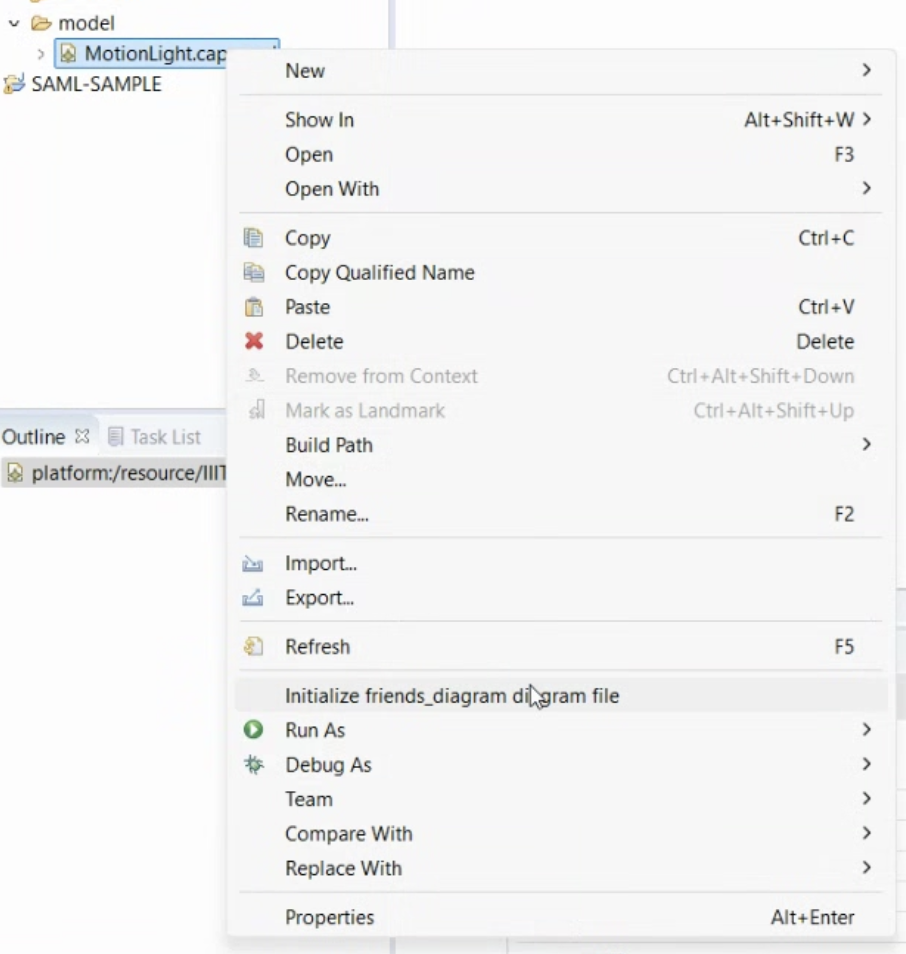 model
MotionLight.cap
SAML-SAMPLE
New
Show In Alt+Shift+W
Open F3
Open With
Copy Ctrl+C
Copy Qualified Name
Paste Ctrl+V
Delete Delete
Remove from Context Ctrl+Alt+Shift+Down
Mark as Landmark Ctrl+Alt+Shift+Up
Build Path
Move...
Rename... F2
Import...
Export...
Refresh F5
Initialize friends_diagram diagram file
Run As
Debug As
Team
Compare With
Replace With
Properties Alt+Enter
Outline Task List
platform:/resource/IIIT